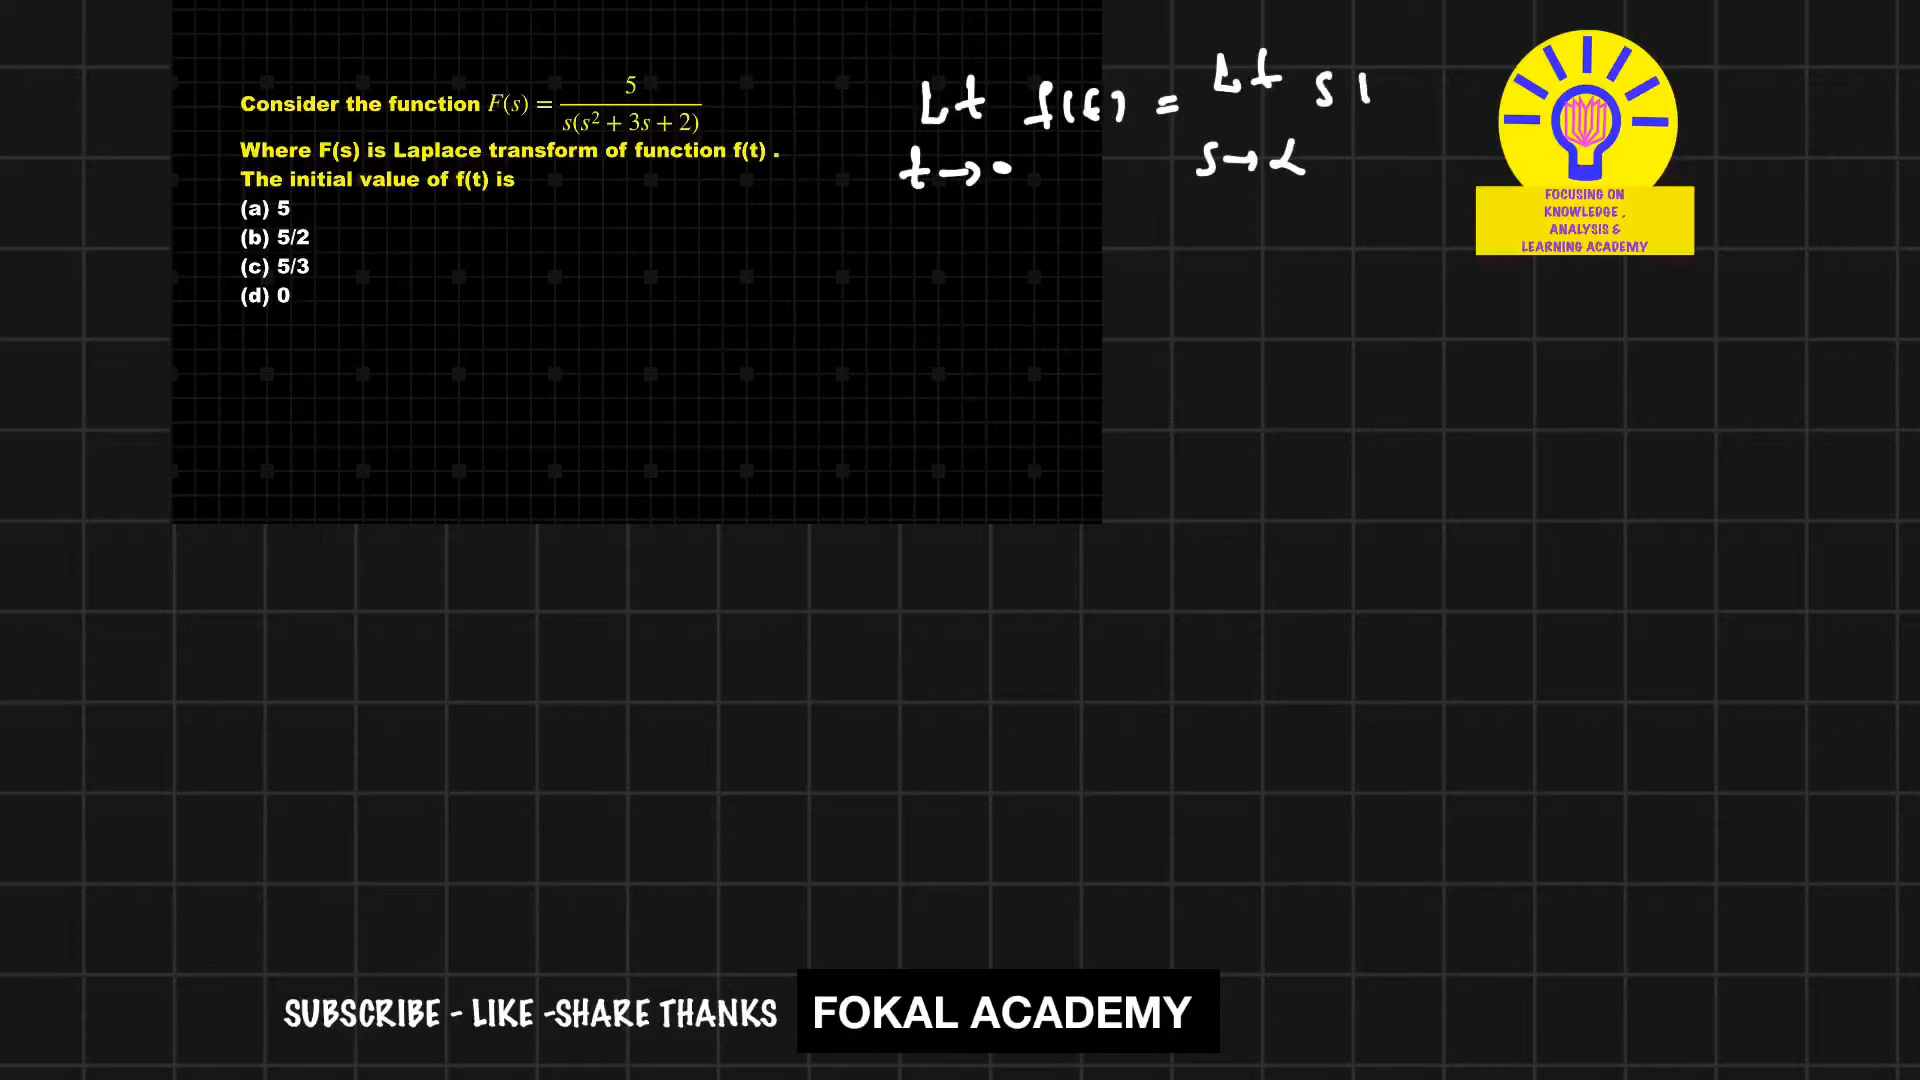 Consider the function F(s) = 5 / s(s² + 3s + 2)
Where F(s) is Laplace transform of function f(t) .
The initial value of f(t) is
(a) 5
(b) 5/2
(c) 5/3
(d) 0
Lt f(t) = Lt s
t→0 s→
FOCUSING ON
KNOWLEDGE ,
ANALYSIS &
LEARNING ACADEMY
SUBSCRIBE - LIKE -SHARE THANKS
FOKAL ACADEMY